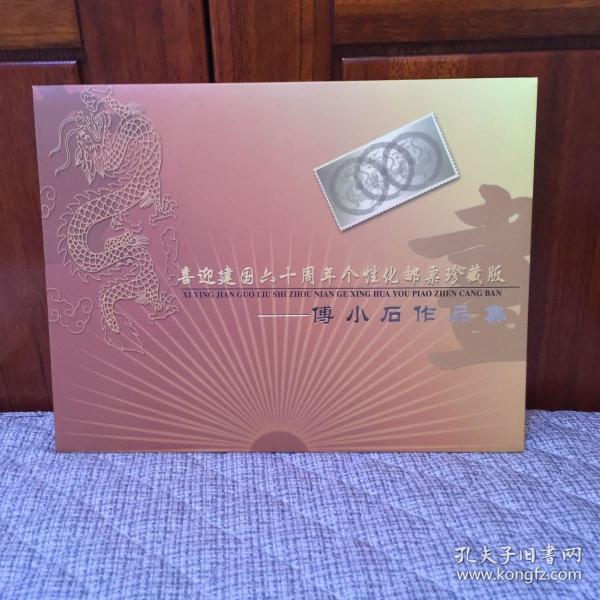 喜迎建国六十周年个性化邮票珍藏版
XI YING JIAN GUO LIU SHI ZHOU NIAN GE XING HUA YOU PIAO ZHEN CANG BAN
——傅小石作品集
畫
孔夫子旧书网
www.kongfz.com